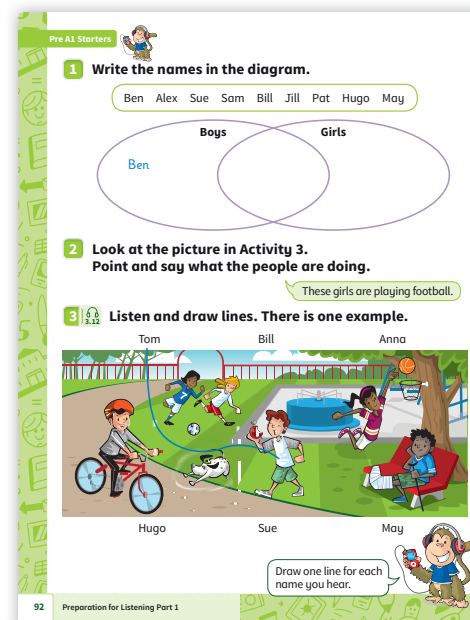 Pre A1 Starters
1 Write the names in the diagram.
Ben Alex Sue Sam Bill Jill Pat Hugo May
Boys Girls
Ben
2 Look at the picture in Activity 3.
Point and say what the people are doing.
These girls are playing football.
3 3.12 Listen and draw lines. There is one example.
Tom Bill Anna
Hugo Sue May
Draw one line for each
name you hear.
92 Preparation for Listening Part 1